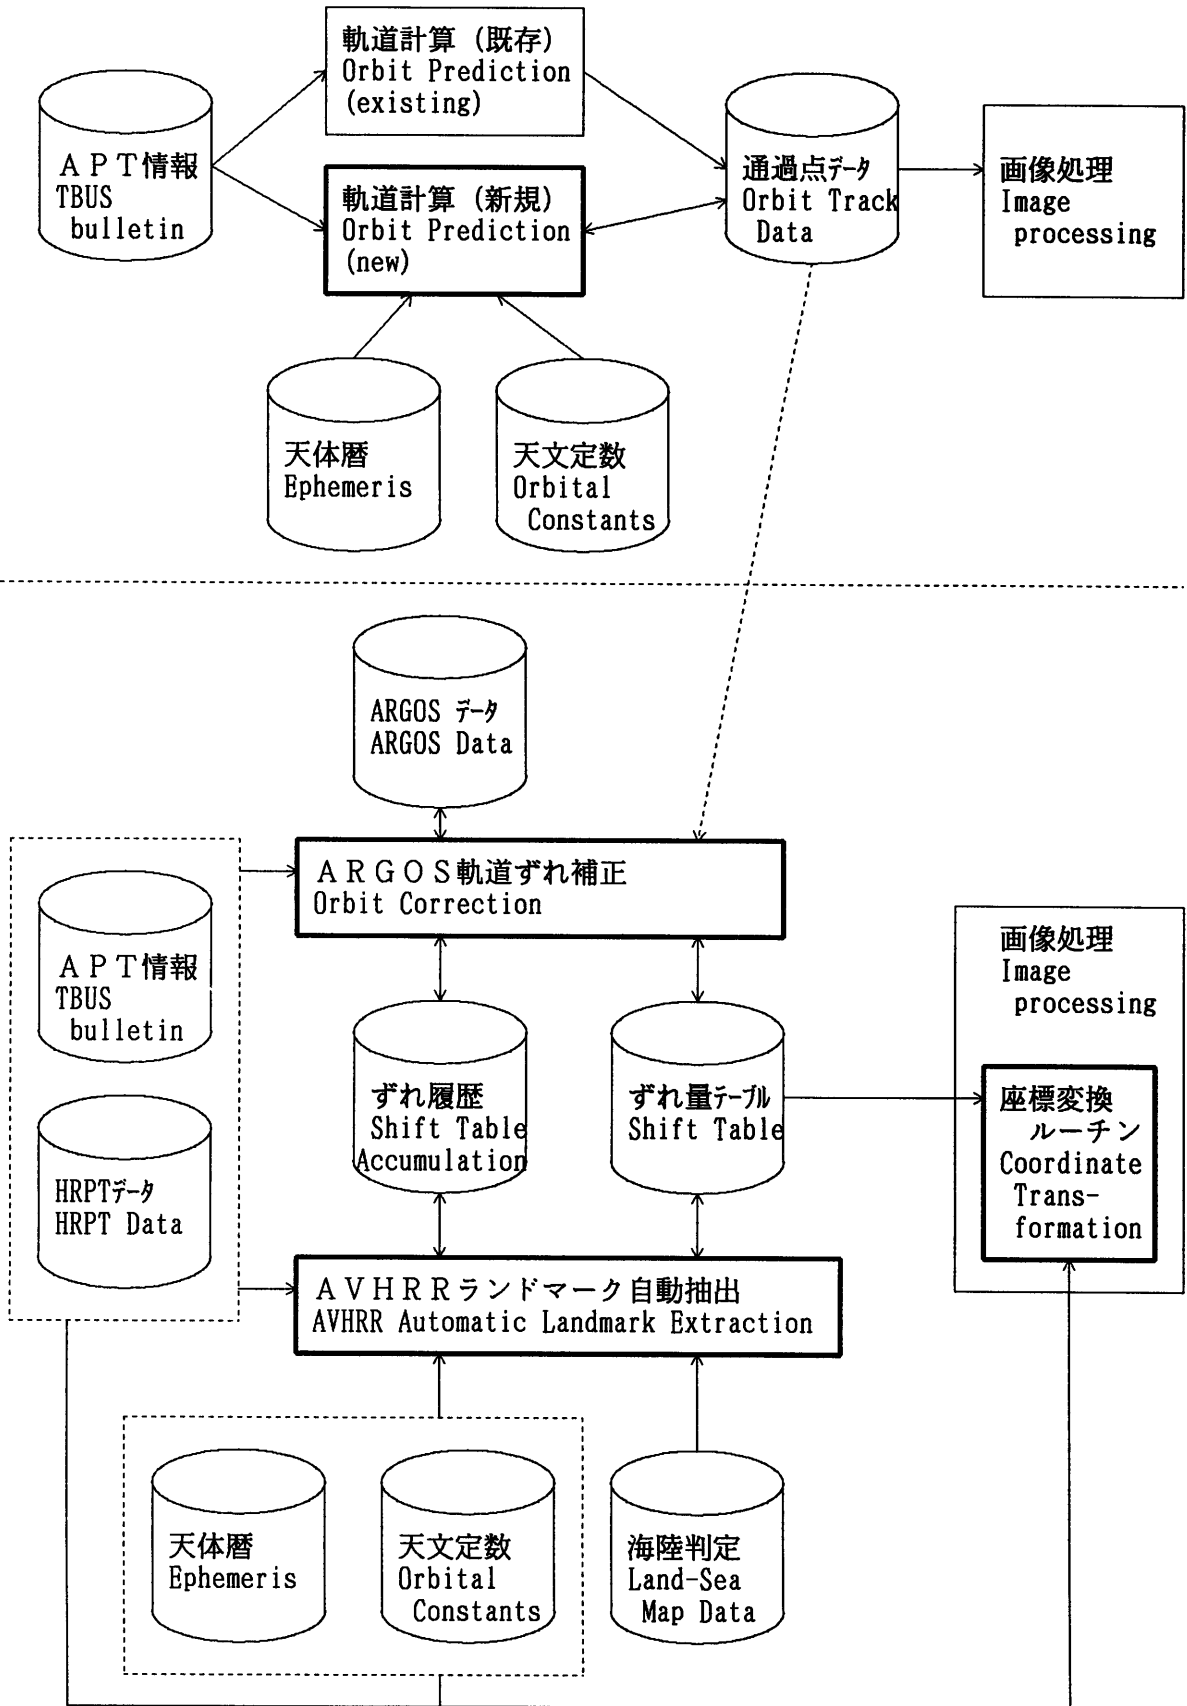 軌道計算（既存）
Orbit Prediction
(existing)
ＡＰＴ情報
TBUS
bulletin
軌道計算（新規）
Orbit Prediction
(new)
通過点データ
Orbit Track
Data
画像処理
Image
processing
天体暦
Ephemeris
天文定数
Orbital
Constants
ARGOS データ
ARGOS Data
ＡＲＧＯＳ軌道ずれ補正
Orbit Correction
ＡＰＴ情報
TBUS
bulletin
HRPTデータ
HRPT Data
ずれ履歴
Shift Table
Accumulation
ずれ量テーブル
Shift Table
画像処理
Image
processing
座標変換
ルーチン
Coordinate
Trans-
formation
ＡＶＨＲＲランドマーク自動抽出
AVHRR Automatic Landmark Extraction
天体暦
Ephemeris
天文定数
Orbital
Constants
海陸判定
Land-Sea
Map Data